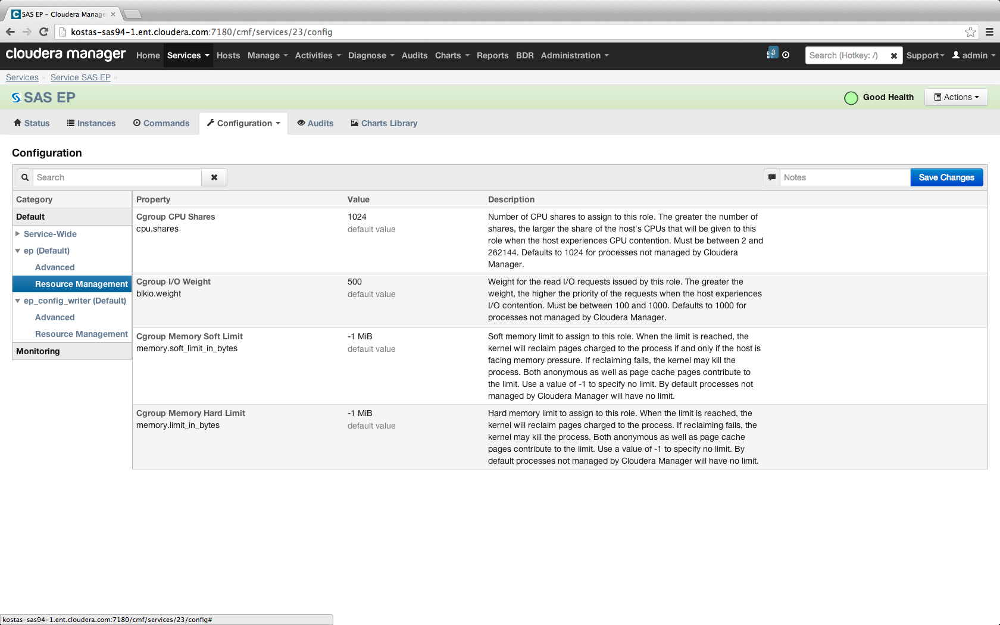 SAS EP – Cloudera Manage
kostas-sas94-1.ent.cloudera.com:7180/cmf/services/23/config
cloudera manager Home Services Hosts Manage Activities Diagnose Audits Charts Reports BDR Administration 3 Search (Hotkey: /) Support admin
Services » Service SAS EP »
SAS EP Good Health Actions
Status Instances Commands Configuration Audits Charts Library
Configuration
Search Notes Save Changes
Category Property Value Description
Default
Service-Wide
ep (Default)
Advanced
Resource Management
ep_config_writer (Default)
Advanced
Resource Management
Monitoring
Cgroup CPU Shares
cpu.shares
1024
default value
Number of CPU shares to assign to this role. The greater the number of
shares, the larger the share of the host's CPUs that will be given to this
role when the host experiences CPU contention. Must be between 2 and
262144. Defaults to 1024 for processes not managed by Cloudera
Manager.
Cgroup I/O Weight
blkio.weight
500
default value
Weight for the read I/O requests issued by this role. The greater the
weight, the higher the priority of the requests when the host experiences
I/O contention. Must be between 100 and 1000. Defaults to 1000 for
processes not managed by Cloudera Manager.
Cgroup Memory Soft Limit
memory.soft_limit_in_bytes
-1 MiB
default value
Soft memory limit to assign to this role. When the limit is reached, the
kernel will reclaim pages charged to the process if and only if the host is
facing memory pressure. If reclaiming fails, the kernel may kill the
process. Both anonymous as well as page cache pages contribute to
the limit. Use a value of -1 to specify no limit. By default processes not
managed by Cloudera Manager will have no limit.
Cgroup Memory Hard Limit
memory.limit_in_bytes
-1 MiB
default value
Hard memory limit to assign to this role. When the limit is reached, the
kernel will reclaim pages charged to the process. If reclaiming fails, the
kernel may kill the process. Both anonymous as well as page cache
pages contribute to the limit. Use a value of -1 to specify no limit. By
default processes not managed by Cloudera Manager will have no limit.
kostas-sas94-1.ent.cloudera.com:7180/cmf/services/23/config#